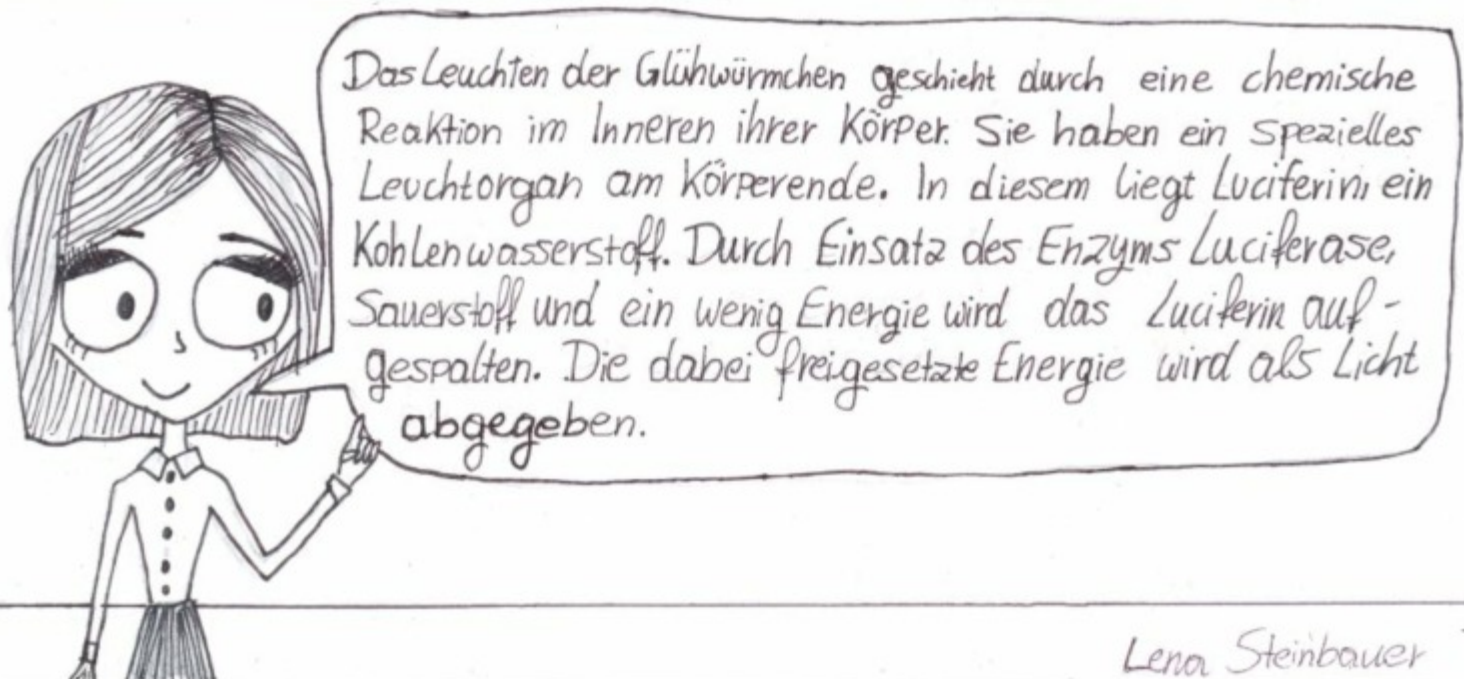 Das Leuchten der Glühwürmchen geschieht durch eine chemische
Reaktion im Inneren ihrer Körper. Sie haben ein spezielles
Leuchtorgan am Körperende. In diesem liegt Luciferin, ein
Kohlenwasserstoff. Durch Einsatz des Enzyms Luciferase,
Sauerstoff und ein wenig Energie wird das Luciferin auf-
gespalten. Die dabei freigesetzte Energie wird als Licht
abgegeben.
Lena Steinbauer